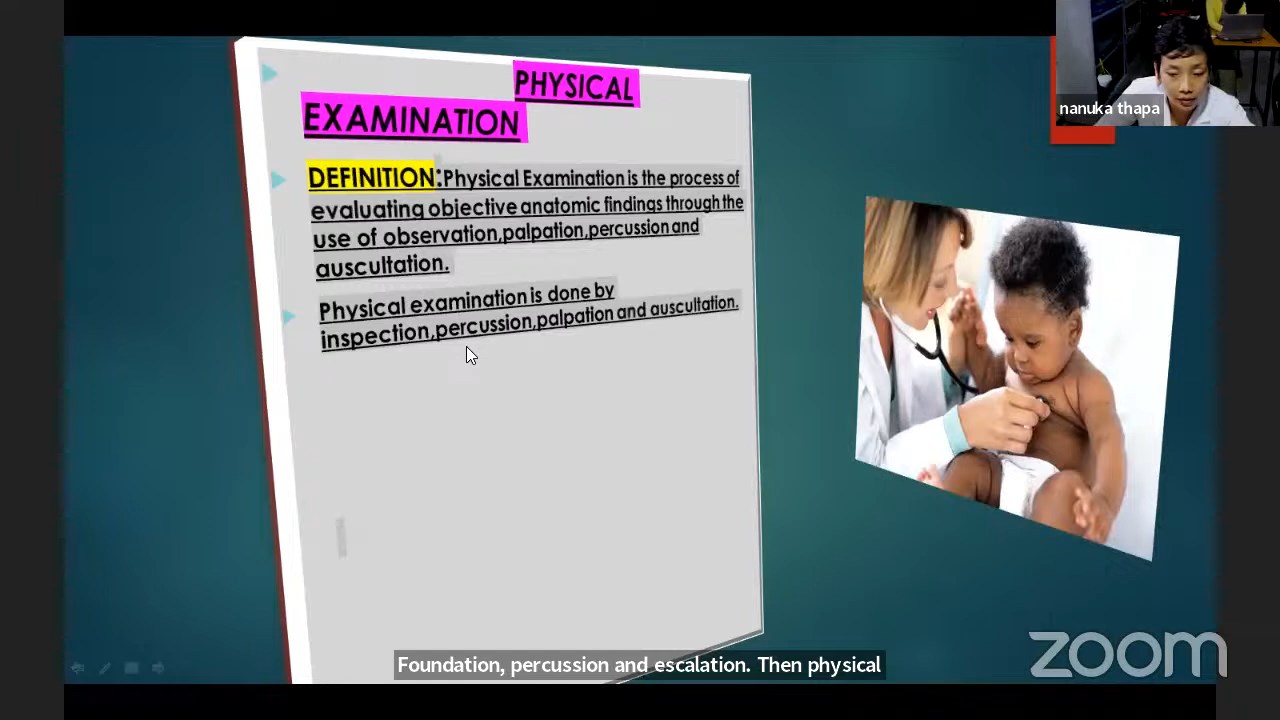 nanuka thapa
PHYSICAL
EXAMINATION
DEFINITION:Physical Examination is the process of
evaluating objective anatomic findings through the
use of observation,palpation,percussion and
auscultation.
Physical examination is done by
inspection,percussion,palpation and auscultation.
Foundation, percussion and escalation. Then physical
zoom